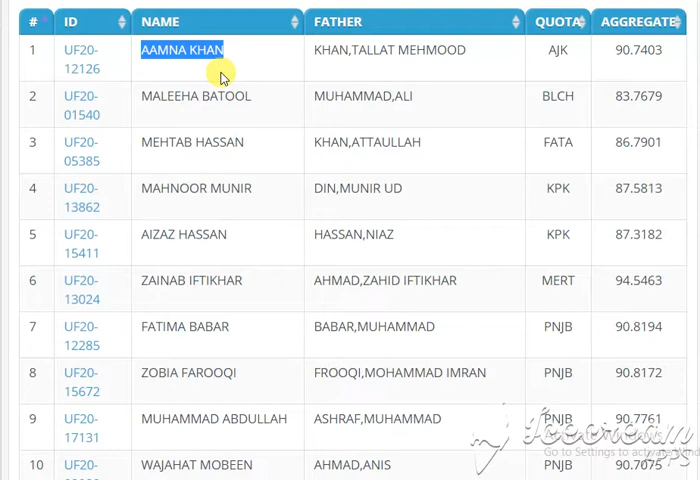 # ID NAME FATHER QUOTA AGGREGATE
1 UF20- AAMNA KHAN KHAN,TALLAT MEHMOOD AJK 90.7403
12126
2 UF20- MALEEHA BATOOL MUHAMMAD,ALI BLCH 83.7679
01540
3 UF20- MEHTAB HASSAN KHAN,ATTAULLAH FATA 86.7901
05385
4 UF20- MAHNOOR MUNIR DIN,MUNIR UD KPK 87.5813
13862
5 UF20- AIZAZ HASSAN HASSAN,NIAZ KPK 87.3182
15411
6 UF20- ZAINAB IFTIKHAR AHMAD,ZAHID IFTIKHAR MERT 94.5463
13024
7 UF20- FATIMA BABAR BABAR,MUHAMMAD PNJB 90.8194
12285
8 UF20- ZOBIA FAROOQI FROOQI,MOHAMMAD IMRAN PNJB 90.8172
15672
9 UF20- MUHAMMAD ABDULLAH ASHRAF,MUHAMMAD PNJB 90.7761
17131
Icecream
APPS
Go to Settings to activate Wind
10 UF20- WAJAHAT MOBEEN AHMAD,ANIS PNJB 90.7075